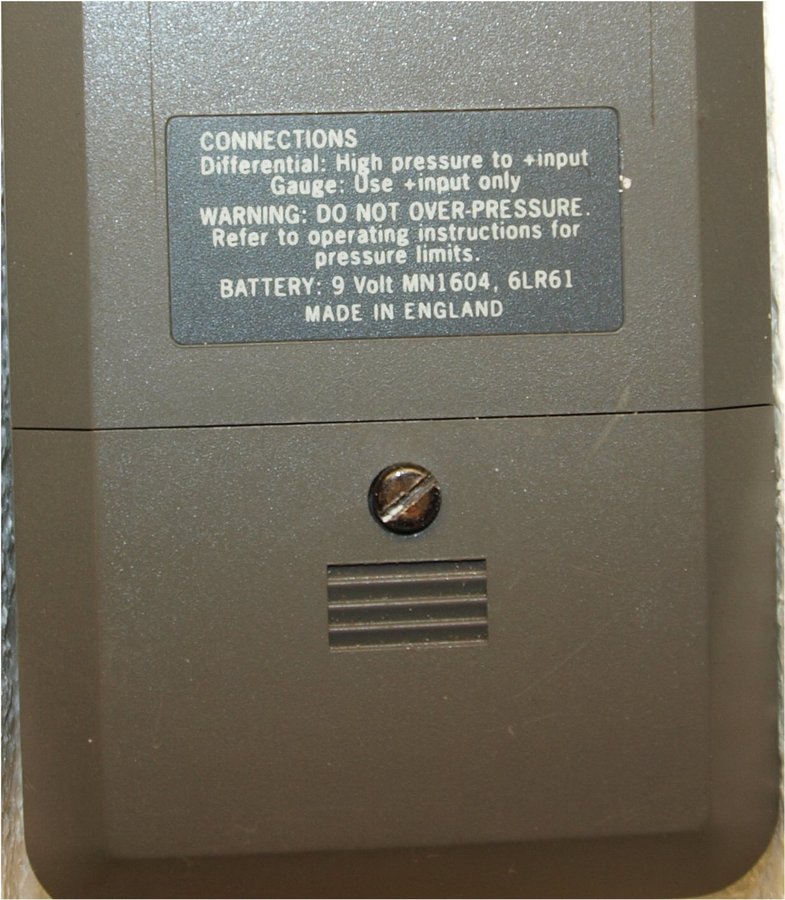 CONNECTIONS
Differential: High pressure to +input
Gauge: Use +input only
WARNING: DO NOT OVER-PRESSURE.
Refer to operating instructions for
pressure limits.
BATTERY: 9 Volt MN1604, 6LR61
MADE IN ENGLAND